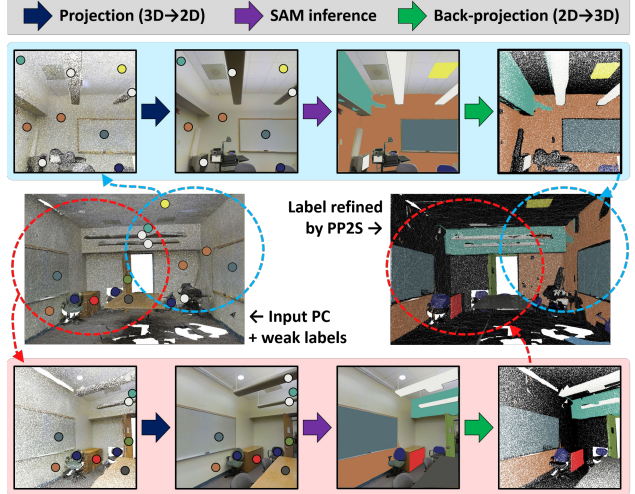 Projection (3D→2D)
SAM inference
Back-projection (2D→3D)
Label refined
by PP2S →
← Input PC
+ weak labels